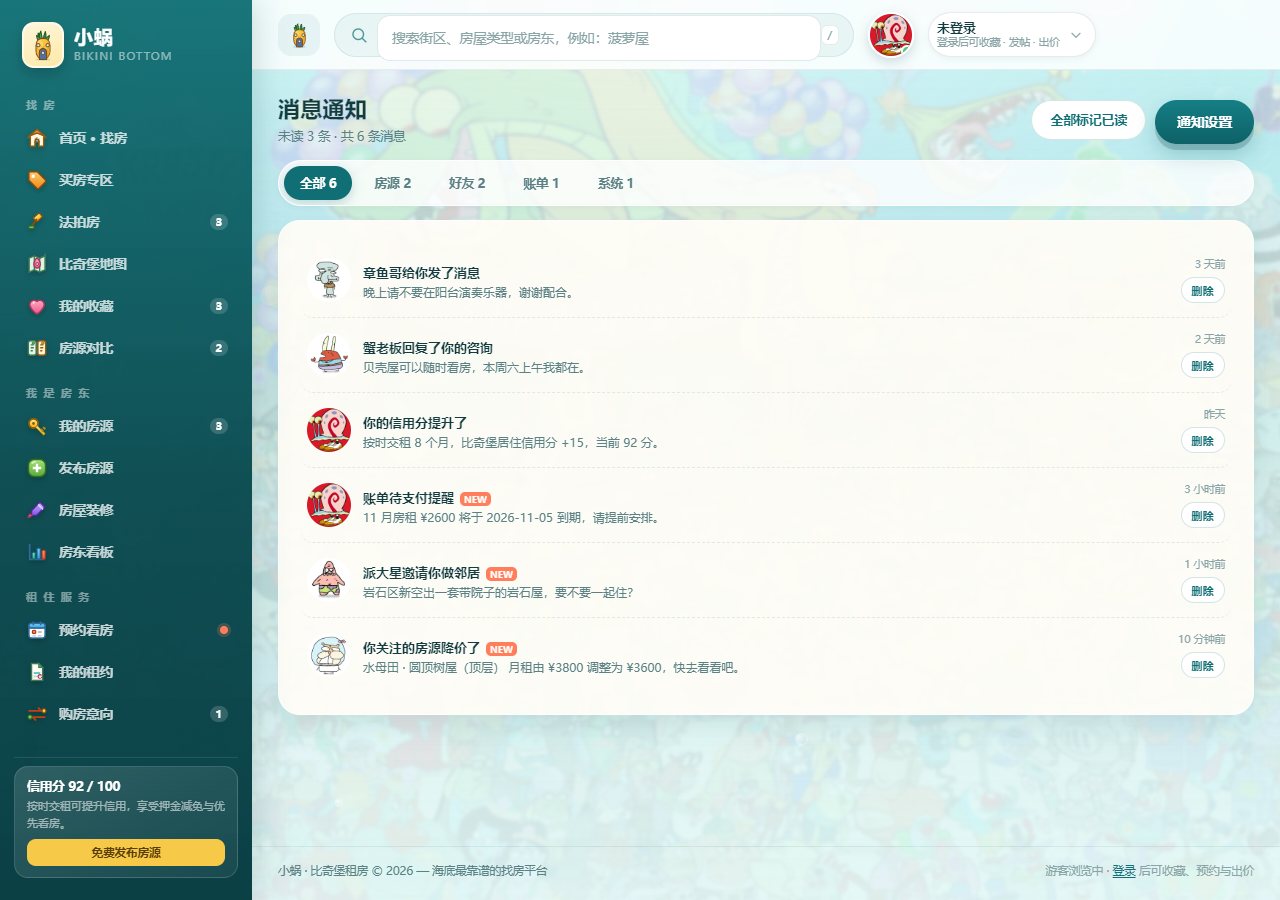 小蜗
BIKINI BOTTOM
找房
首页 • 找房
买房专区
法拍房 3
比奇堡地图
我的收藏 3
房源对比 2
我是房东
我的房源 3
发布房源
房屋装修
房东看板
租住服务
预约看房
我的租约
购房意向 1
信用分 92 / 100
按时交租可提升信用，享受押金减免与优
先看房。
免费发布房源
搜索街区、房屋类型或房东，例如：菠萝屋 /
未登录
登录后可收藏 · 发帖 · 出价
消息通知
未读 3 条 · 共 6 条消息
全部标记已读
通知设置
全部 6 房源 2 好友 2 账单 1 系统 1
章鱼哥给你发了消息
晚上请不要在阳台演奏乐器，谢谢配合。
3 天前
删除
蟹老板回复了你的咨询
贝壳屋可以随时看房，本周六上午我都在。
2 天前
删除
你的信用分提升了
按时交租 8 个月，比奇堡居住信用分 +15，当前 92 分。
昨天
删除
账单待支付提醒 NEW
11 月房租 ¥2600 将于 2026-11-05 到期，请提前安排。
3 小时前
删除
派大星邀请你做邻居 NEW
岩石区新空出一套带院子的岩石屋，要不要一起住？
1 小时前
删除
你关注的房源降价了 NEW
水母田 · 圆顶树屋（顶层） 月租由 ¥3800 调整为 ¥3600，快去看看吧。
10 分钟前
删除
小蜗 · 比奇堡租房 © 2026 — 海底最靠谱的找房平台
游客浏览中 · 登录 后可收藏、预约与出价